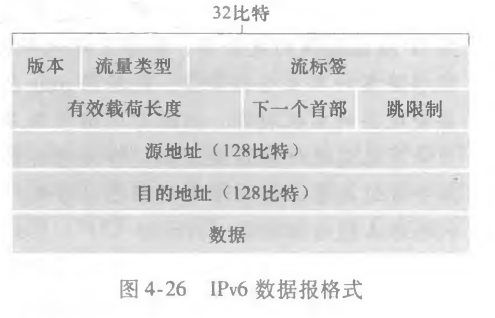 32比特
版本 流量类型 流标签
有效载荷长度 下一个首部 跳限制
源地址（128比特）
目的地址（128比特）
数据
图 4-26 IPv6 数据报格式